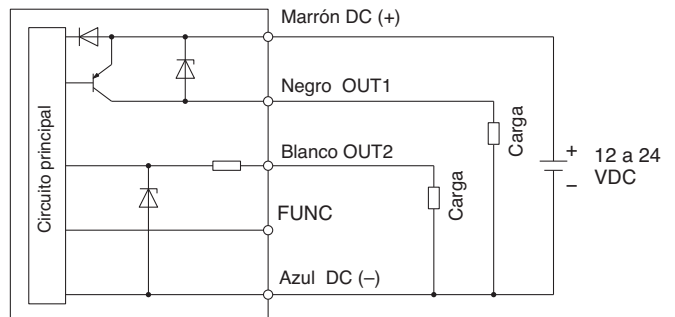 Marrón DC (+)
Negro OUT1
Blanco OUT2
FUNC
Azul DC (–)
Circuito principal
Carga
Carga
+
–
12 a 24
VDC